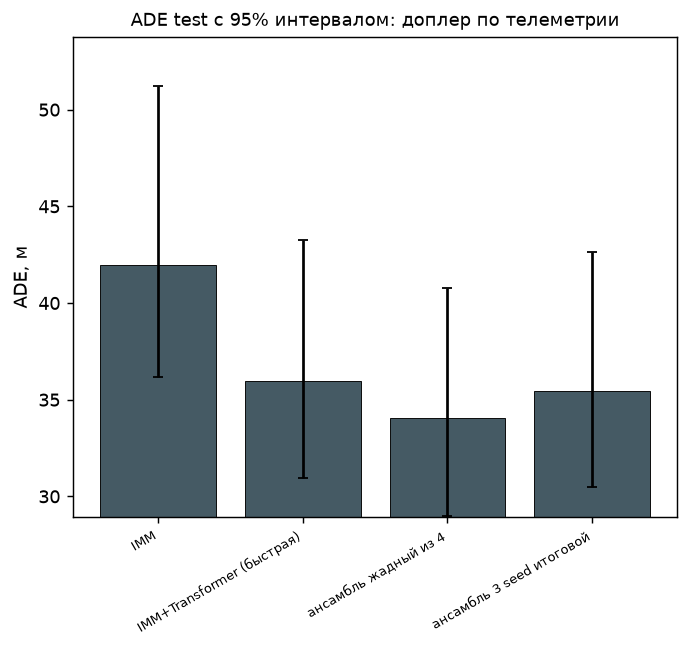 ADE test с 95% интервалом: доплер по телеметрии
ADE, м
50
45
40
35
30
IMM
IMM+Transformer (быстрая)
ансамбль жадный из 4
ансамбль 3 seed итоговой